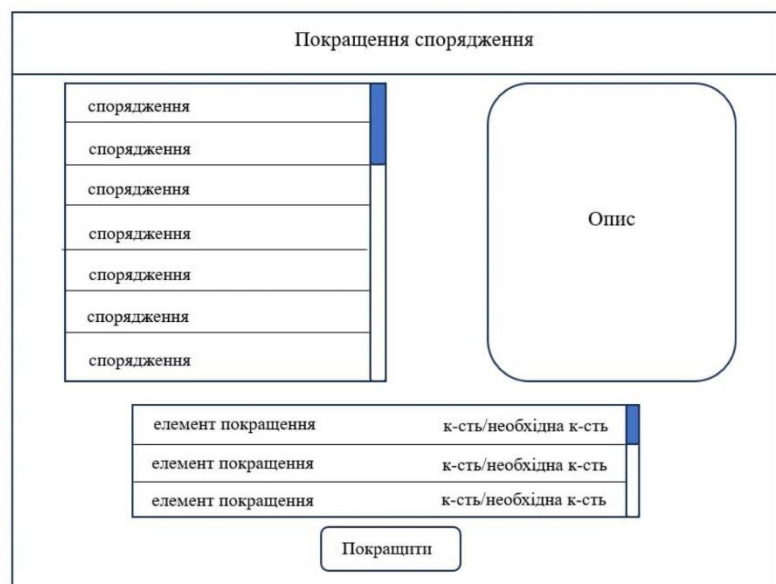 Покращення спорядження
спорядження
спорядження
спорядження
спорядження
спорядження
спорядження
спорядження
Опис
елемент покращення к-сть/необхідна к-сть
елемент покращення к-сть/необхідна к-сть
елемент покращення к-сть/необхідна к-сть
Покращити